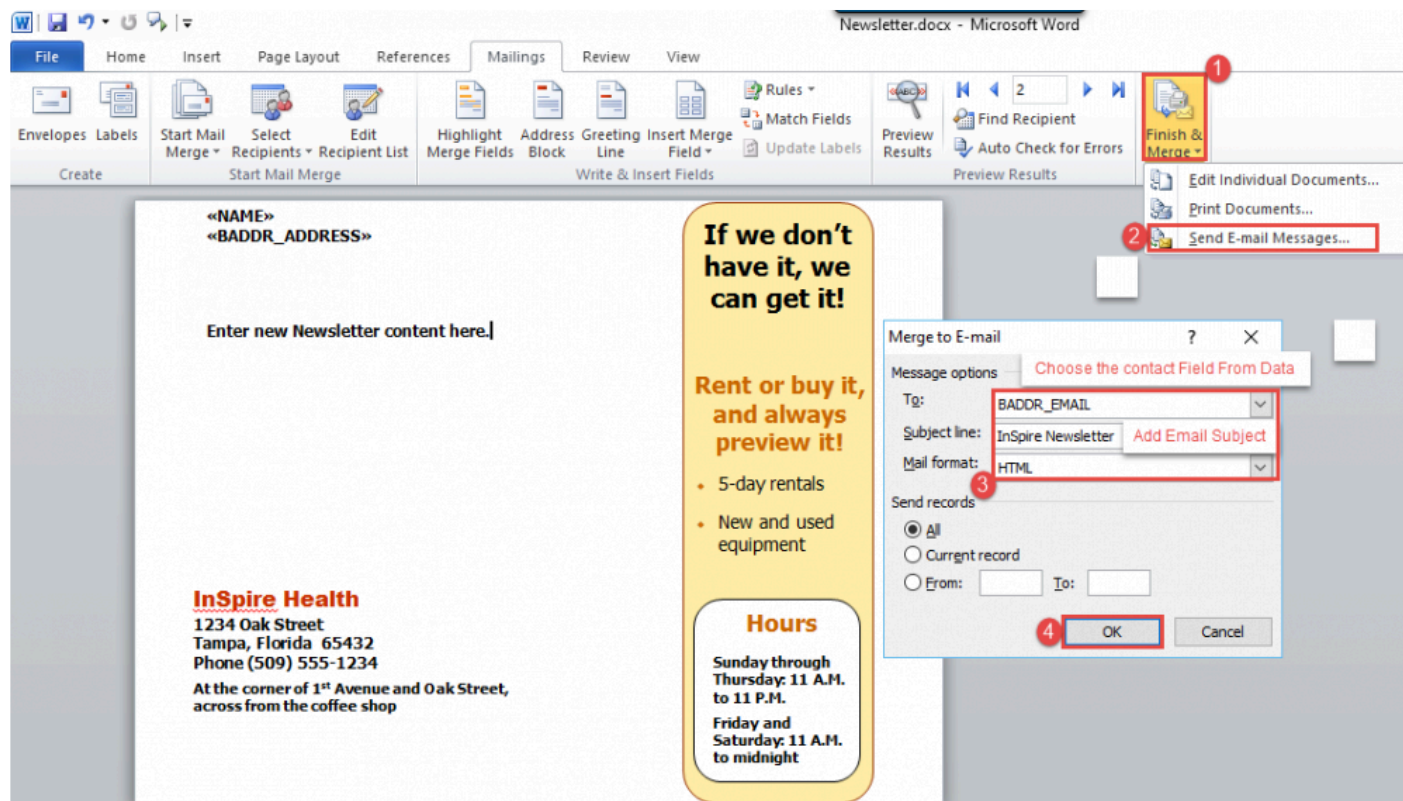 Newsletter.docx - Microsoft Word
File Home Insert Page Layout References Mailings Review View
Envelopes Labels
Create
Start Mail Merge
Select Recipients
Edit Recipient List
Start Mail Merge
Highlight Merge Fields
Address Block
Greeting Line
Insert Merge Field
Rules
Match Fields
Update Labels
Write & Insert Fields
ABC
Preview Results
2
Find Recipient
Auto Check for Errors
Preview Results
1
Finish & Merge
Edit Individual Documents...
Print Documents...
2
Send E-mail Messages...
«NAME»
«BADDR_ADDRESS»
Enter new Newsletter content here.
InSpire Health
1234 Oak Street
Tampa, Florida 65432
Phone (509) 555-1234
At the corner of 1st Avenue and Oak Street,
across from the coffee shop
If we don't
have it, we
can get it!
Rent or buy it,
and always
preview it!
• 5-day rentals
• New and used
equipment
Hours
Sunday through
Thursday: 11 A.M.
to 11 P.M.
Friday and
Saturday: 11 A.M.
to midnight
Merge to E-mail ? X
Message options
Choose the contact Field From Data
To: BADDR_EMAIL
Subject line: InSpire Newsletter
Add Email Subject
Mail format: HTML
3
Send records
All
Current record
From: To:
4
OK Cancel